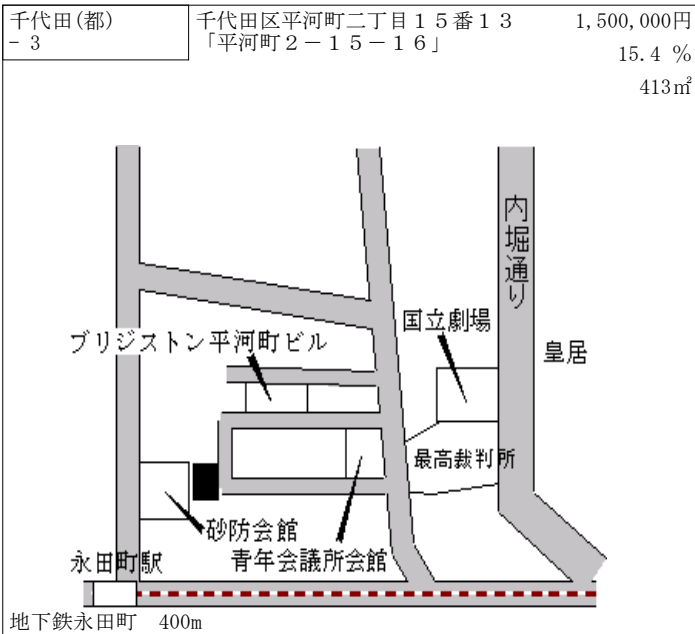 千代田(都) 千代田区平河町二丁目１５番１３ 1,500,000円
- 3 「平河町２－１５－１６」 15.4 %
413㎡
内堀通り
国立劇場
ブリジストン平河町ビル
皇居
最高裁判所
砂防会館
永田町駅
青年会議所会館
地下鉄永田町 400m